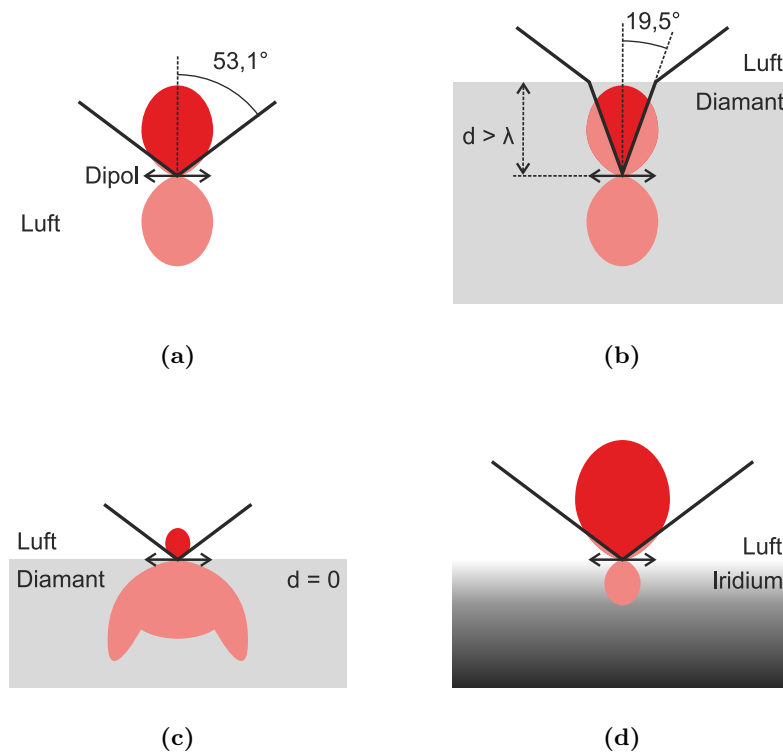 53,1°
Dipol
Luft
(a)
19,5°
Luft
Diamant
d > λ
(b)
Luft
Diamant
d = 0
(c)
Luft
Iridium
(d)